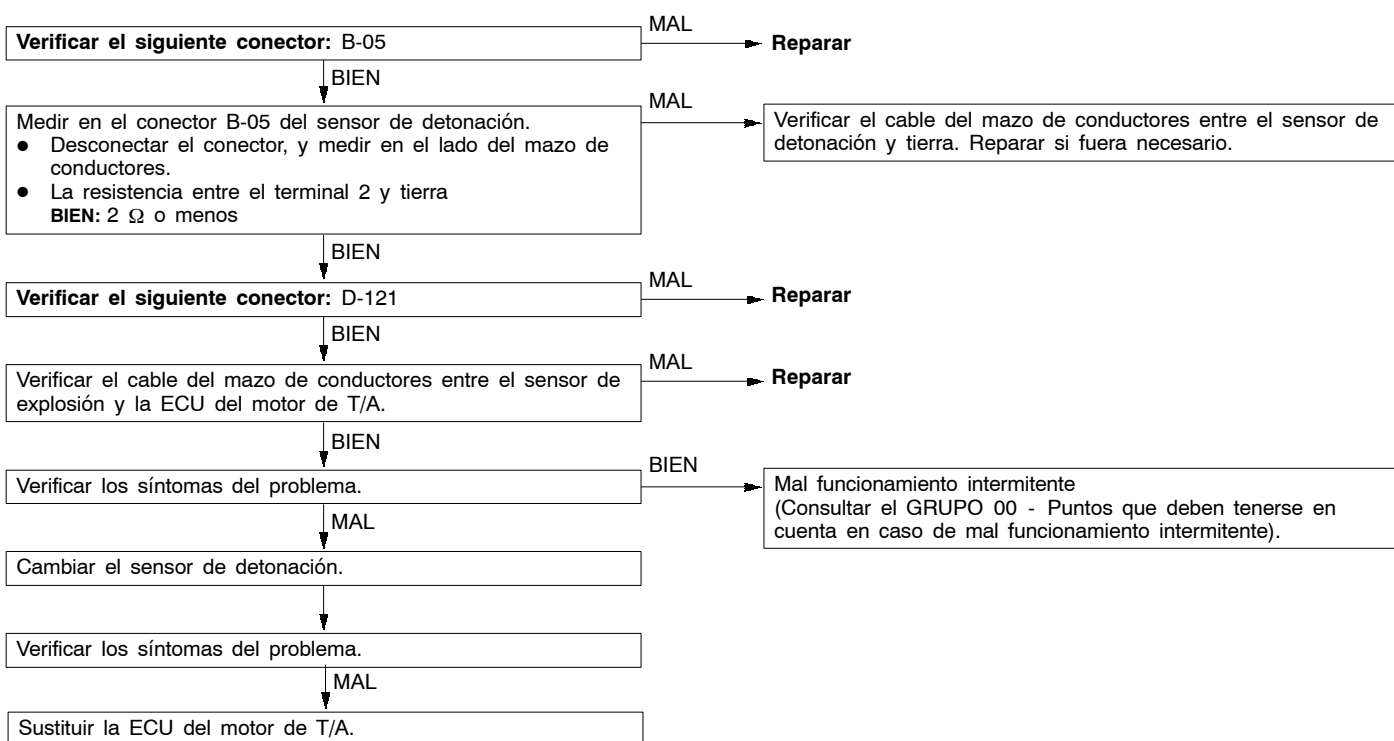 MAL
Verificar el siguiente conector: B-05
Reparar
BIEN
MAL
Medir en el conector B-05 del sensor de detonación.
● Desconectar el conector, y medir en el lado del mazo de
conductores.
● La resistencia entre el terminal 2 y tierra
BIEN: 2 Ω o menos
Verificar el cable del mazo de conductores entre el sensor de
detonación y tierra. Reparar si fuera necesario.
BIEN
MAL
Verificar el siguiente conector: D-121
Reparar
BIEN
MAL
Verificar el cable del mazo de conductores entre el sensor de
explosión y la ECU del motor de T/A.
Reparar
BIEN
BIEN
Verificar los síntomas del problema.
Mal funcionamiento intermitente
(Consultar el GRUPO 00 - Puntos que deben tenerse en
cuenta en caso de mal funcionamiento intermitente).
MAL
Cambiar el sensor de detonación.
Verificar los síntomas del problema.
MAL
Sustituir la ECU del motor de T/A.